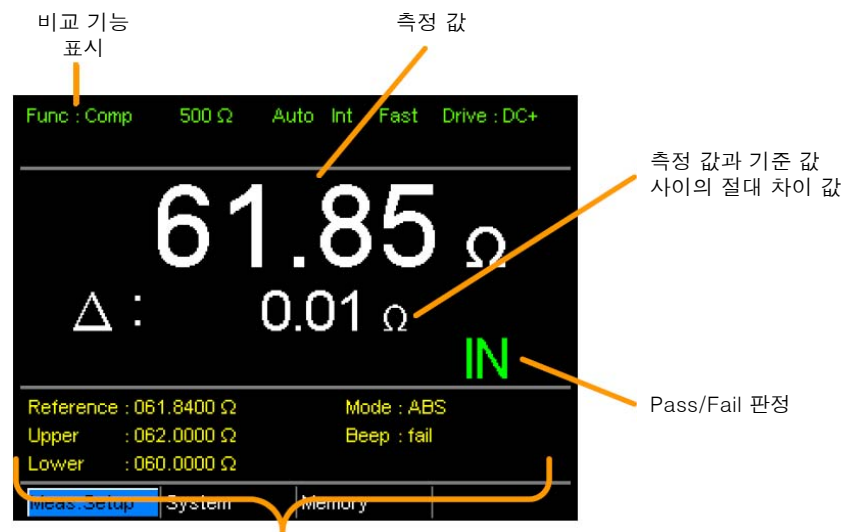 비교 기능
표시
측정 값
Func : Comp 500 Ω Auto Int Fast Drive : DC+
측정 값과 기준 값
사이의 절대 차이 값
61.85 Ω
Δ : 0.01 Ω
IN
Pass/Fail 판정
Reference : 061.8400 Ω Mode : ABS
Upper : 062.0000 Ω Beep : fail
Lower : 060.0000 Ω
Meas.Setup System Memory